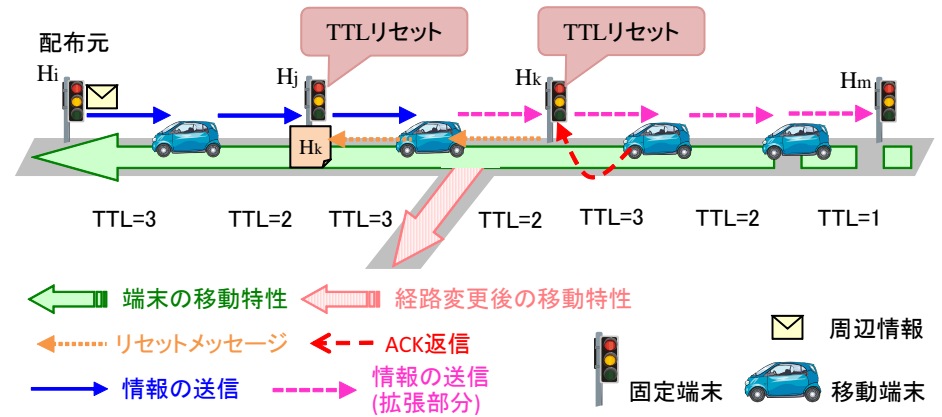 TTLリセット
TTLリセット
配布元
Hi
Hj
Hk
Hm
Hk
TTL=3
TTL=2
TTL=3
TTL=2
TTL=3
TTL=2
TTL=1
端末の移動特性
経路変更後の移動特性
リセットメッセージ
ACK返信
周辺情報
情報の送信
情報の送信
(拡張部分)
固定端末
移動端末